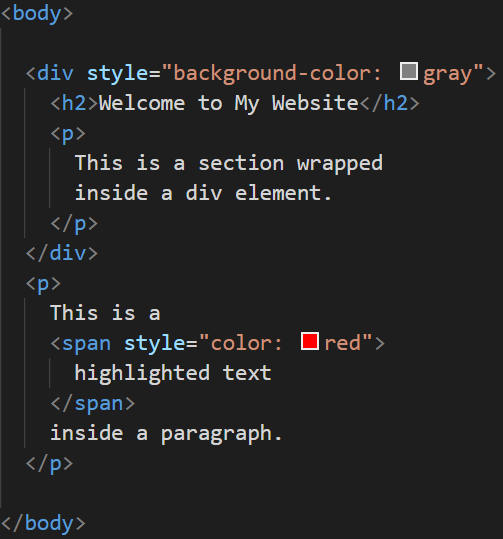 <body>
<div style="background-color: gray">
<h2>Welcome to My Website</h2>
<p>
This is a section wrapped
inside a div element.
</p>
</div>
<p>
This is a
<span style="color: red">
highlighted text
</span>
inside a paragraph.
</p>
</body>